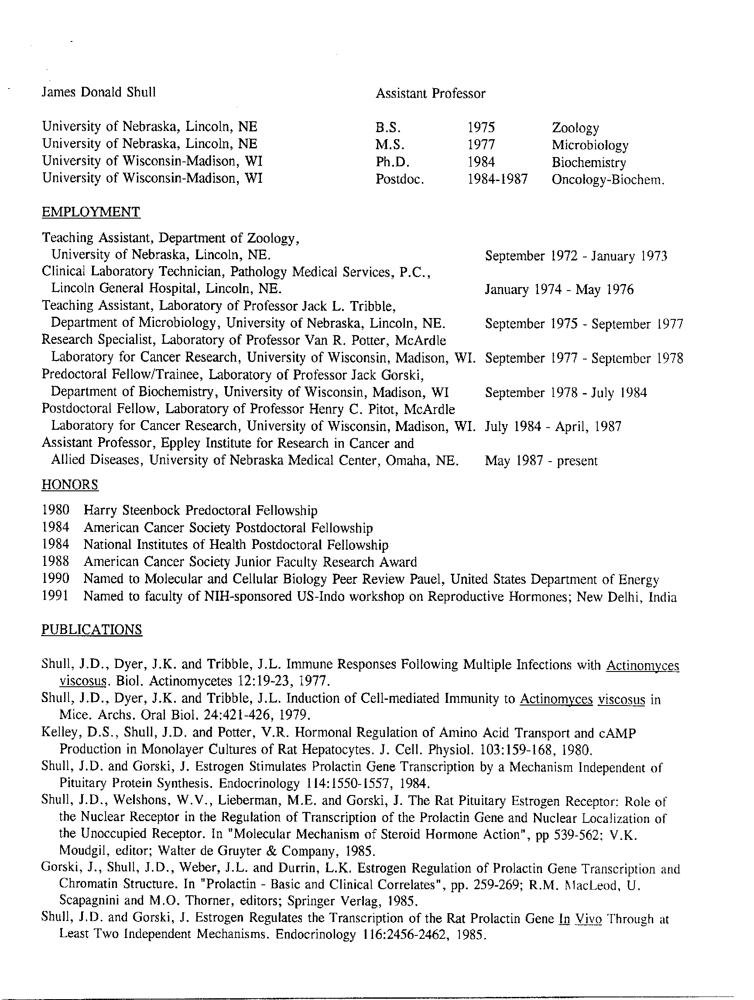 James Donald Shull Assistant Professor
University of Nebraska, Lincoln, NE B.S. 1975 Zoology
University of Nebraska, Lincoln, NE M.S. 1977 Microbiology
University of Wisconsin-Madison, WI Ph.D. 1984 Biochemistry
University of Wisconsin-Madison, WI Postdoc. 1984-1987 Oncology-Biochem.
EMPLOYMENT
Teaching Assistant, Department of Zoology,
University of Nebraska, Lincoln, NE. September 1972 - January 1973
Clinical Laboratory Technician, Pathology Medical Services, P.C.,
Lincoln General Hospital, Lincoln, NE. January 1974 - May 1976
Teaching Assistant, Laboratory of Professor Jack L. Tribble,
Department of Microbiology, University of Nebraska, Lincoln, NE. September 1975 - September 1977
Research Specialist, Laboratory of Professor Van R. Potter, McArdle
Laboratory for Cancer Research, University of Wisconsin, Madison, WI. September 1977 - September 1978
Predoctoral Fellow/Trainee, Laboratory of Professor Jack Gorski,
Department of Biochemistry, University of Wisconsin, Madison, WI September 1978 - July 1984
Postdoctoral Fellow, Laboratory of Professor Henry C. Pitot, McArdle
Laboratory for Cancer Research, University of Wisconsin, Madison, WI. July 1984 - April, 1987
Assistant Professor, Eppley Institute for Research in Cancer and
Allied Diseases, University of Nebraska Medical Center, Omaha, NE. May 1987 - present
HONORS
1980 Harry Steenbock Predoctoral Fellowship
1984 American Cancer Society Postdoctoral Fellowship
1984 National Institutes of Health Postdoctoral Fellowship
1988 American Cancer Society Junior Faculty Research Award
1990 Named to Molecular and Cellular Biology Peer Review Pauel, United States Department of Energy
1991 Named to faculty of NIH-sponsored US-Indo workshop on Reproductive Hormones; New Delhi, India
PUBLICATIONS
Shull, J.D., Dyer, J.K. and Tribble, J.L. Immune Responses Following Multiple Infections with Actinomyces
viscosus. Biol. Actinomycetes 12:19-23, 1977.
Shull, J.D., Dyer, J.K. and Tribble, J.L. Induction of Cell-mediated Immunity to Actinomyces viscosus in
Mice. Archs. Oral Biol. 24:421-426, 1979.
Kelley, D.S., Shull, J.D. and Potter, V.R. Hormonal Regulation of Amino Acid Transport and cAMP
Production in Monolayer Cultures of Rat Hepatocytes. J. Cell. Physiol. 103:159-168, 1980.
Shull, J.D. and Gorski, J. Estrogen Stimulates Prolactin Gene Transcription by a Mechanism Independent of
Pituitary Protein Synthesis. Endocrinology 114:1550-1557, 1984.
Shull, J.D., Welshons, W.V., Lieberman, M.E. and Gorski, J. The Rat Pituitary Estrogen Receptor: Role of
the Nuclear Receptor in the Regulation of Transcription of the Prolactin Gene and Nuclear Localization of
the Unoccupied Receptor. In "Molecular Mechanism of Steroid Hormone Action", pp 539-562; V.K.
Moudgil, editor; Walter de Gruyter & Company, 1985.
Gorski, J., Shull, J.D., Weber, J.L. and Durrin, L.K. Estrogen Regulation of Prolactin Gene Transcription and
Chromatin Structure. In "Prolactin - Basic and Clinical Correlates", pp. 259-269; R.M. MacLeod, U.
Scapagnini and M.O. Thorner, editors; Springer Verlag, 1985.
Shull, J.D. and Gorski, J. Estrogen Regulates the Transcription of the Rat Prolactin Gene In Vivo Through at
Least Two Independent Mechanisms. Endocrinology 116:2456-2462, 1985.